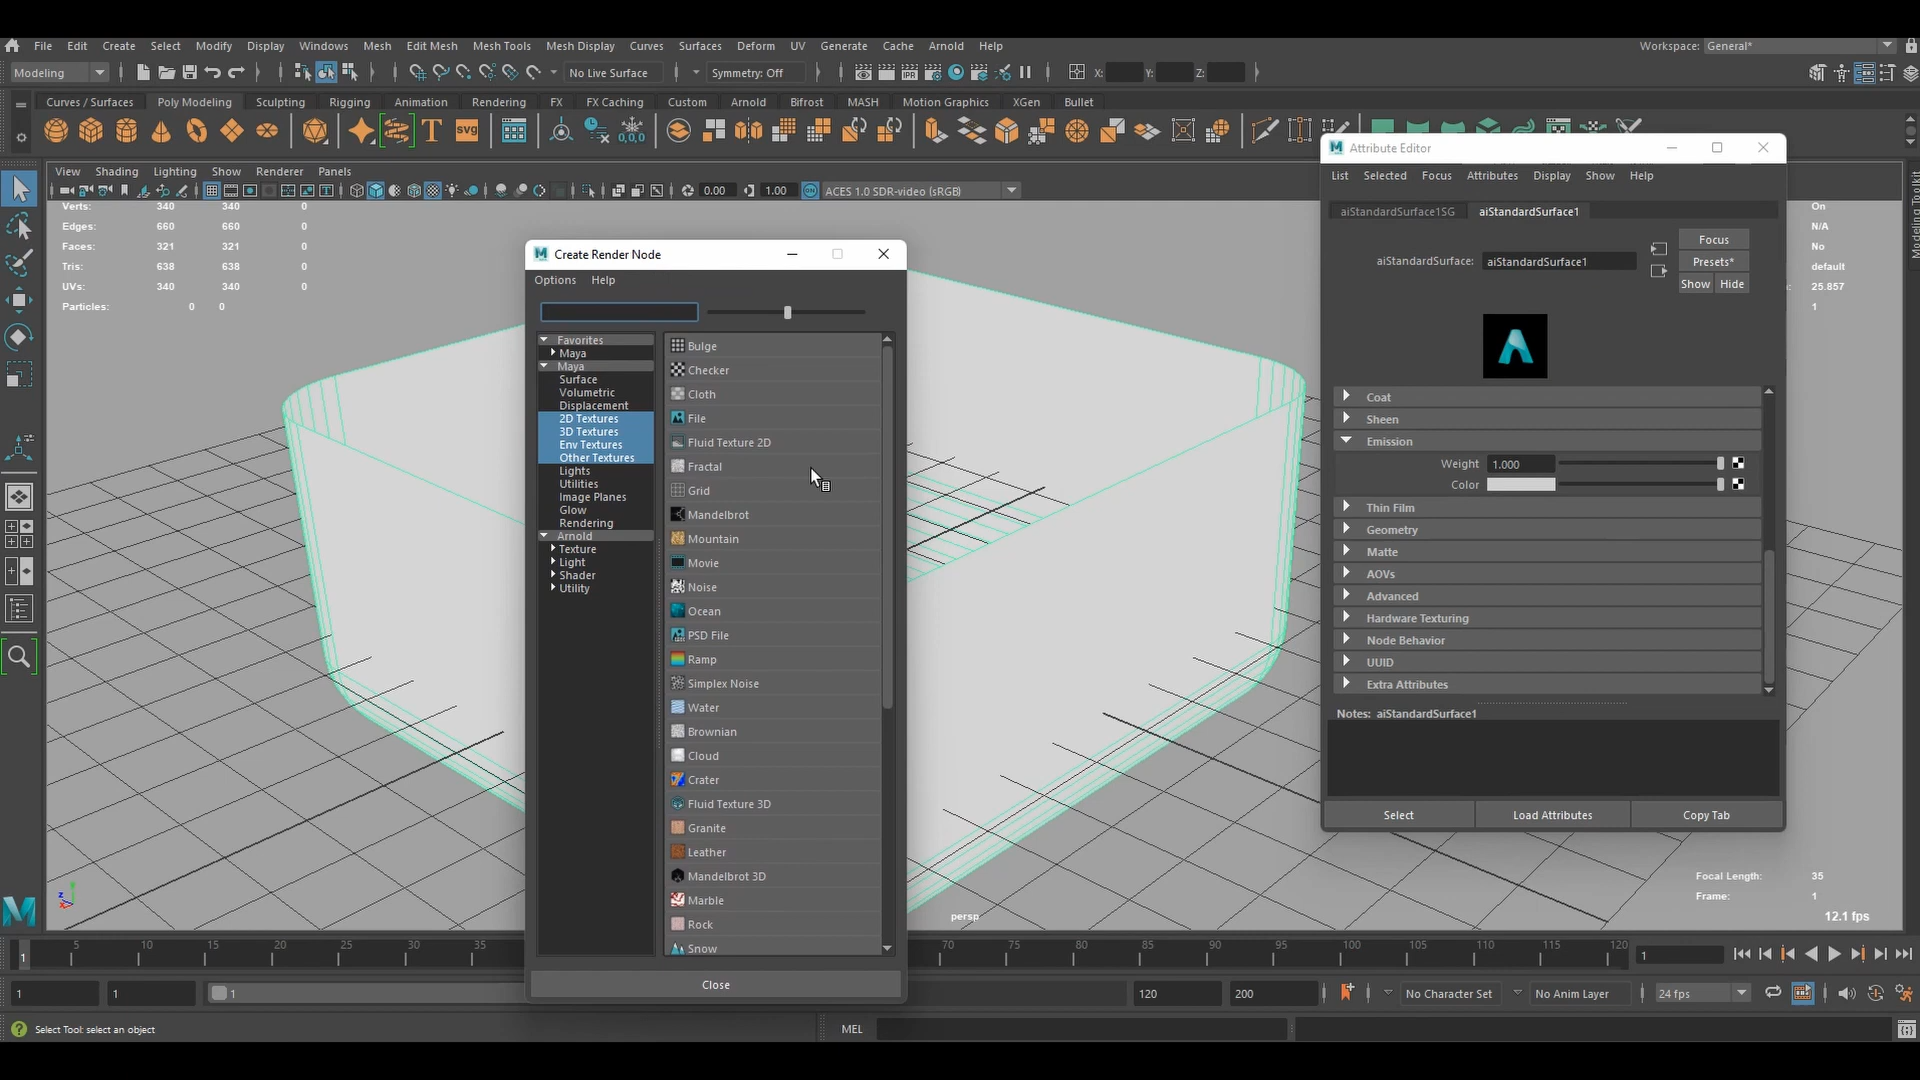 File Edit Create Select Modify Display Windows Mesh Edit Mesh Mesh Tools Mesh Display Curves Surfaces Deform UV Generate Cache Arnold Help Workspace: General*
Modeling No Live Surface Symmetry: Off IPR X: Y: Z:
Curves / Surfaces Poly Modeling Sculpting Rigging Animation Rendering FX FX Caching Custom Arnold Bifrost MASH Motion Graphics XGen Bullet
T SVG 0,0,0
Attribute Editor
List Selected Focus Attributes Display Show Help
View Shading Lighting Show Renderer Panels
0.00 1.00 ACES 1.0 SDR-video (sRGB)
Modeling Toolkit
Verts: 340 340 0
Edges: 660 660 0
Faces: 321 321 0
Tris: 638 638 0
UVs: 340 340 0
Particles: 0 0
On
N/A
No
default
25.857
1
aiStandardSurface1SG aiStandardSurface1
Focus
aiStandardSurface: aiStandardSurface1 Presets*
Show Hide
Coat
Sheen
Emission
Weight 1.000
Color
Thin Film
Geometry
Matte
AOVs
Advanced
Hardware Texturing
Node Behavior
UUID
Extra Attributes
Notes: aiStandardSurface1
Select Load Attributes Copy Tab
Create Render Node
Options Help
Favorites
Maya
Maya
Surface
Volumetric
Displacement
2D Textures
3D Textures
Env Textures
Other Textures
Lights
Utilities
Image Planes
Glow
Rendering
Arnold
Texture
Light
Shader
Utility
Bulge
Checker
Cloth
File
Fluid Texture 2D
Fractal
Grid
Mandelbrot
Mountain
Movie
Noise
Ocean
PSD File
Ramp
Simplex Noise
Water
Brownian
Cloud
Crater
Fluid Texture 3D
Granite
Leather
Mandelbrot 3D
Marble
Rock
Snow
Close
Focal Length: 35
Frame: 1
persp
12.1 fps
1 5 10 15 20 25 30 35 70 75 80 85 90 95 100 105 110 115 120 1
1 1 1 120 200 No Character Set No Anim Layer 24 fps
Select Tool: select an object MEL